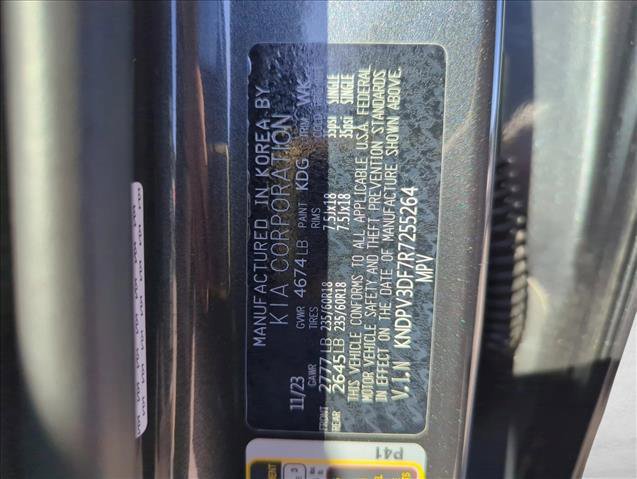 MANUFACTURED IN KOREA BY
KIA CORPORATION
11/23 GVWR 4674LB PAINT KDG TRIM WK
GAWR TIRES RIMS COLD
FRONT 2777LB 235/60R18 7.5Jx18 35PSI SINGLE
REAR 2645LB 235/60R18 7.5Jx18 35PSI SINGLE
THIS VEHICLE CONFORMS TO ALL APPLICABLE U.S.A. FEDERAL
MOTOR VEHICLE SAFETY AND THEFT PREVENTION STANDARDS
IN EFFECT ON THE DATE OF MANUFACTURE SHOWN ABOVE.
V.I.N KNDPV3DF7R7255264
MPV
P41